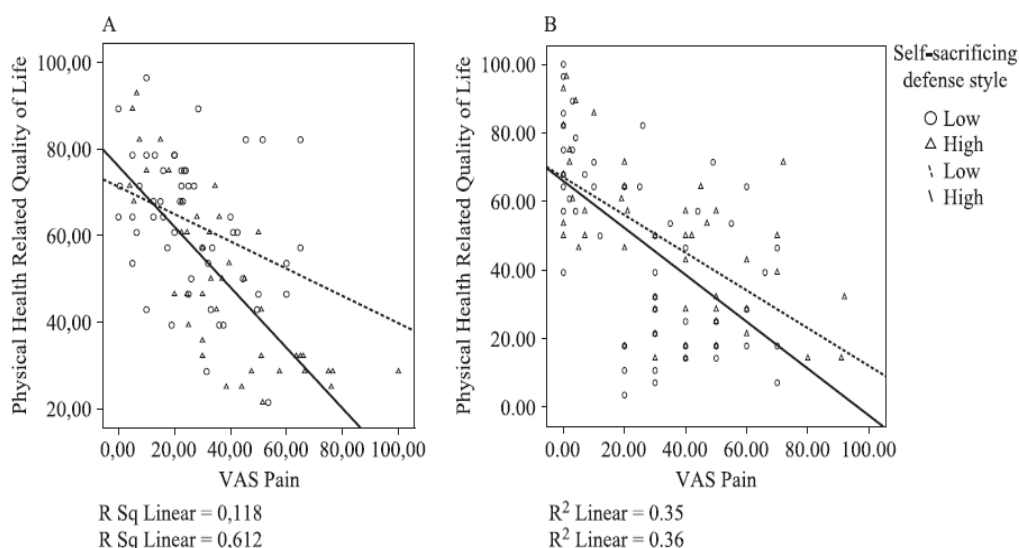 A
Physical Health Related Quality of Life
100,00
80,00
60,00
40,00
20,00
0,00 20,00 40,00 60,00 80,00 100,00
VAS Pain
R Sq Linear = 0,118
R Sq Linear = 0,612
B
Physical Health Related Quality of Life
100.00
80.00
60.00
40.00
20.00
0.00
0.00 20.00 40.00 60.00 80.00 100.00
VAS Pain
R² Linear = 0.35
R² Linear = 0.36
Self-sacrificing
defense style
Low
High
Low
High